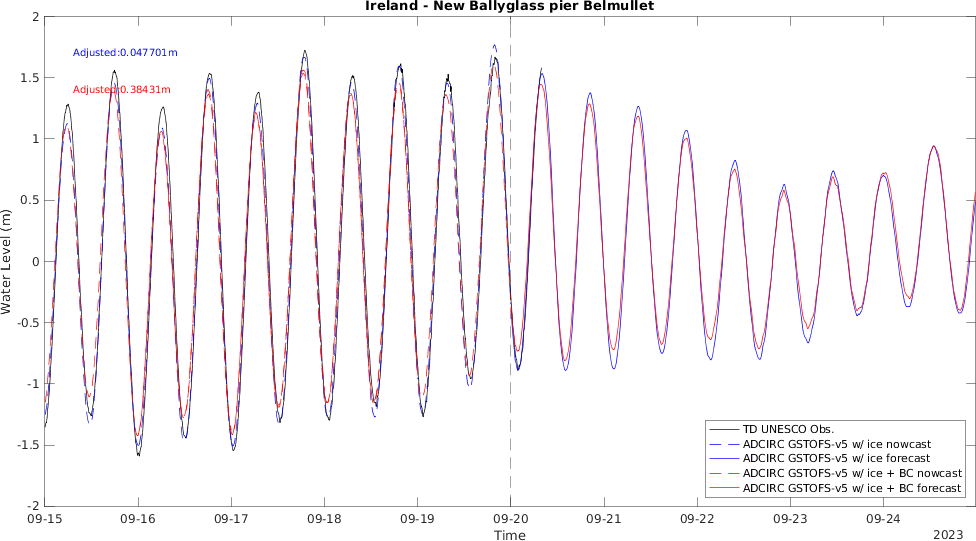 Ireland - New Ballyglass pier Belmullet
2
1.5
1
0.5
0
-0.5
-1
-1.5
-2
Water Level (m)
Adjusted:0.047701m
Adjusted:0.38431m
TD UNESCO Obs.
ADCIRC GSTOFS-v5 w/ ice nowcast
ADCIRC GSTOFS-v5 w/ ice forecast
ADCIRC GSTOFS-v5 w/ ice + BC nowcast
ADCIRC GSTOFS-v5 w/ ice + BC forecast
09-15 09-16 09-17 09-18 09-19 09-20 09-21 09-22 09-23 09-24
Time
2023